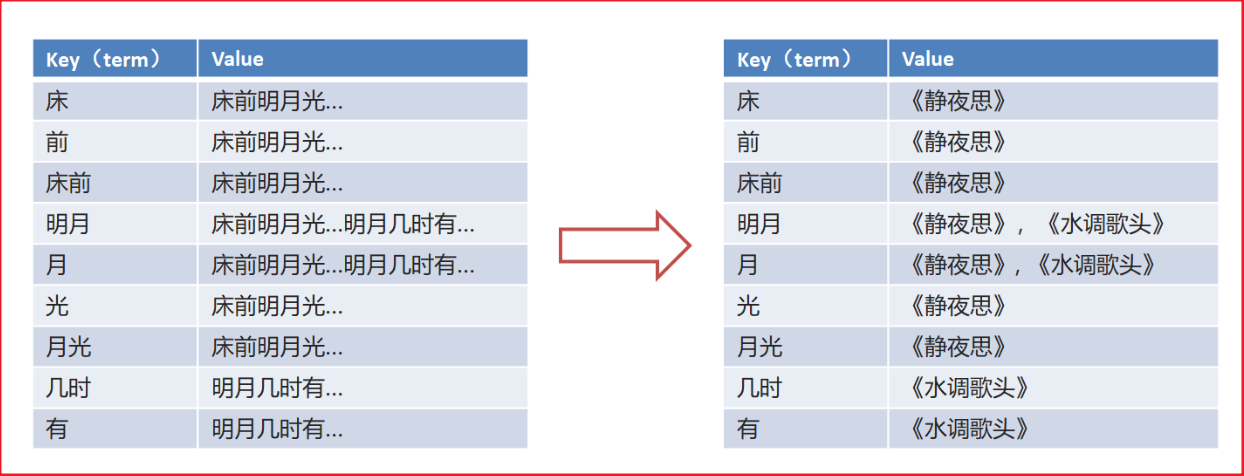 Key（term） Value
床 床前明月光...
前 床前明月光...
床前 床前明月光...
明月 床前明月光...明月几时有...
月 床前明月光...明月几时有...
光 床前明月光...
月光 床前明月光...
几时 明月几时有...
有 明月几时有...
Key（term） Value
床 《静夜思》
前 《静夜思》
床前 《静夜思》
明月 《静夜思》，《水调歌头》
月 《静夜思》,《水调歌头》
光 《静夜思》
月光 《静夜思》
几时 《水调歌头》
有 《水调歌头》